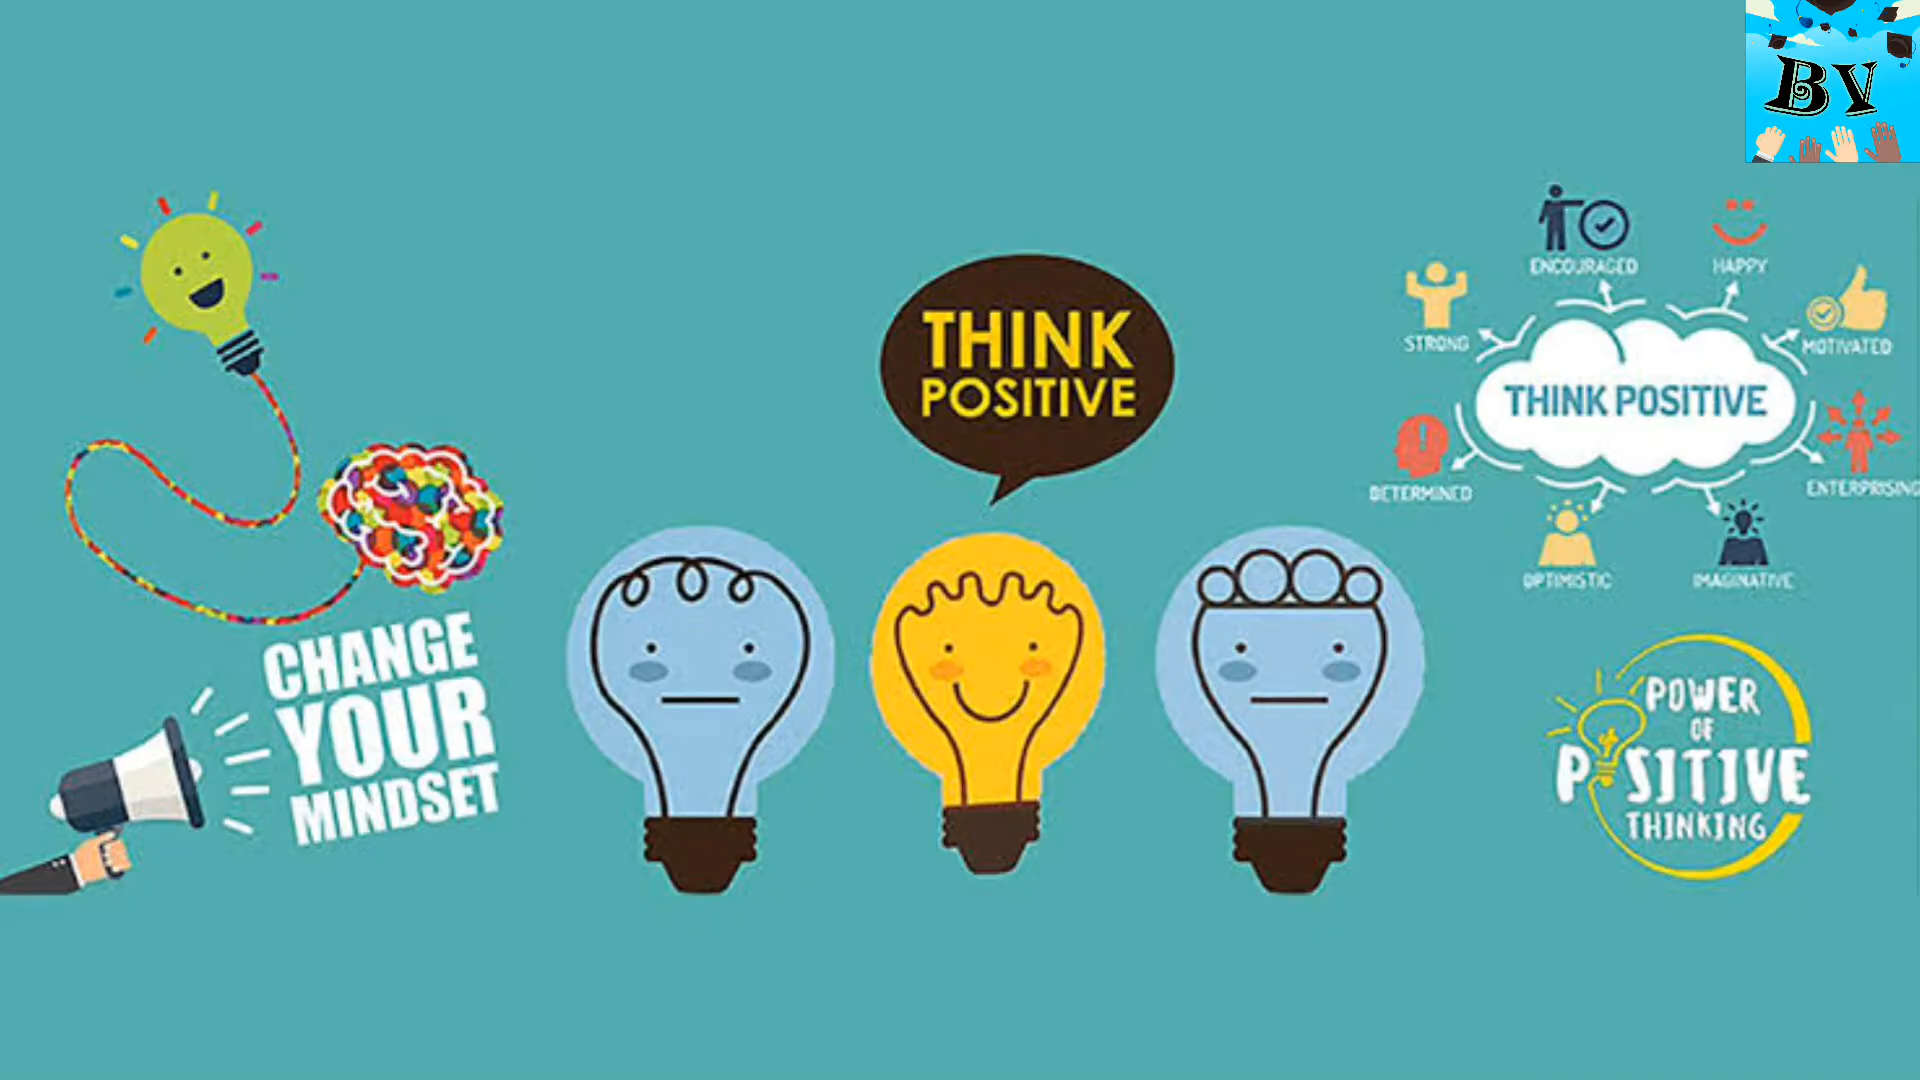 BV
CHANGE
YOUR
MINDSET
THINK
POSITIVE
ENCOURAGED
HAPPY
STRONG
MOTIVATED
THINK POSITIVE
DETERMINED
ENTERPRISING
OPTIMISTIC
IMAGINATIVE
POWER
OF
POSITIVE
THINKING